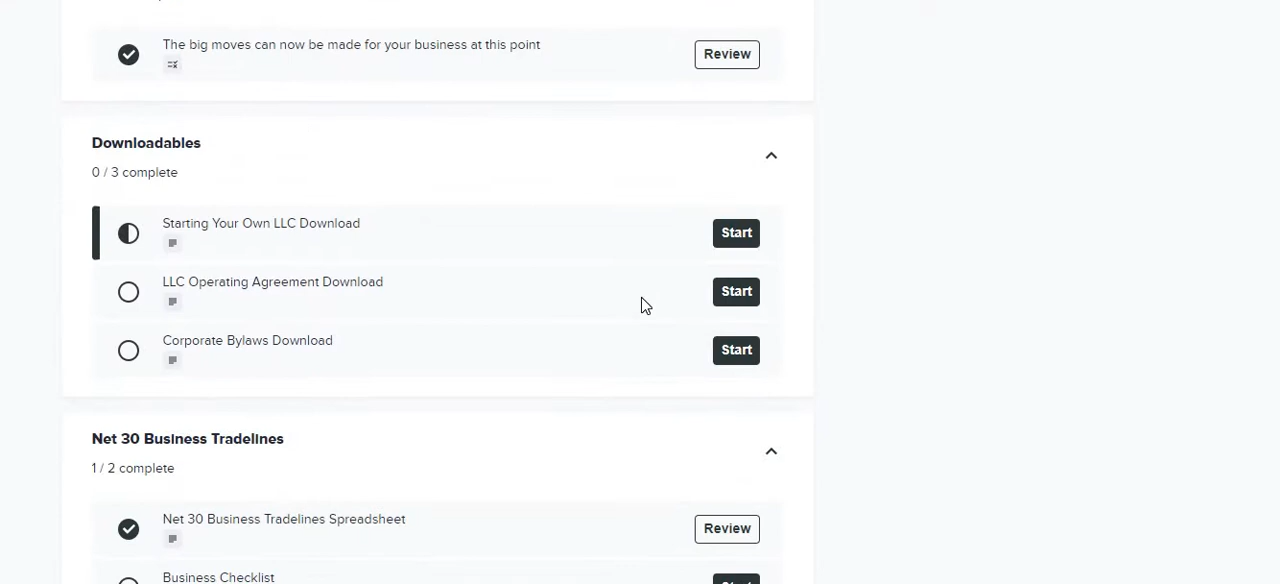 The big moves can now be made for your business at this point
Review
Downloadables
0 / 3 complete
Starting Your Own LLC Download
Start
LLC Operating Agreement Download
Start
Corporate Bylaws Download
Start
Net 30 Business Tradelines
1 / 2 complete
Net 30 Business Tradelines Spreadsheet
Review
Business Checklist